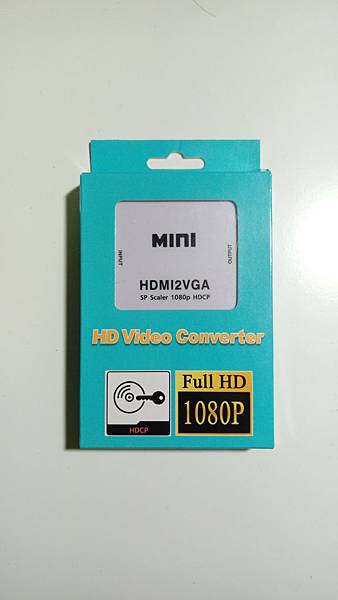 MINI
INPUT
OUTPUT
HDMI2VGA
SP Scaler 1080p HDCP
HD Video Converter
HDCP
Full HD
1080P